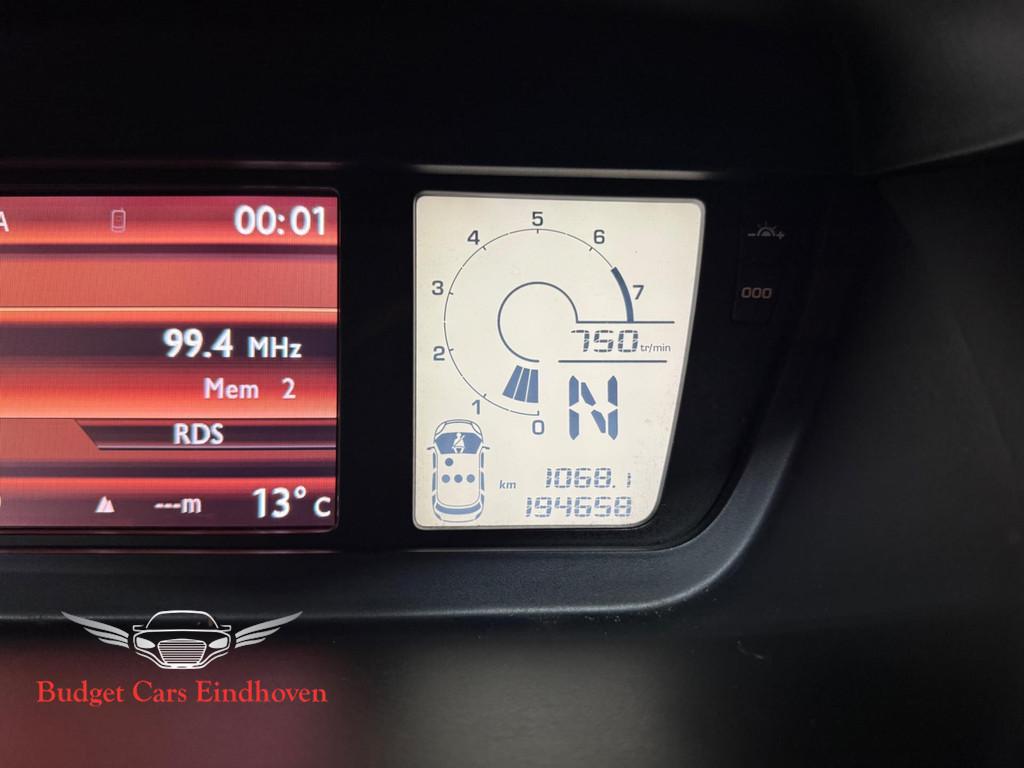 A
00:01
99.4 MHz
Mem 2
RDS
---m 13°c
5
4 6
3 7
2
750 tr/min
1
0
N
km 1068.1
194658
- +
000
Budget Cars Eindhoven